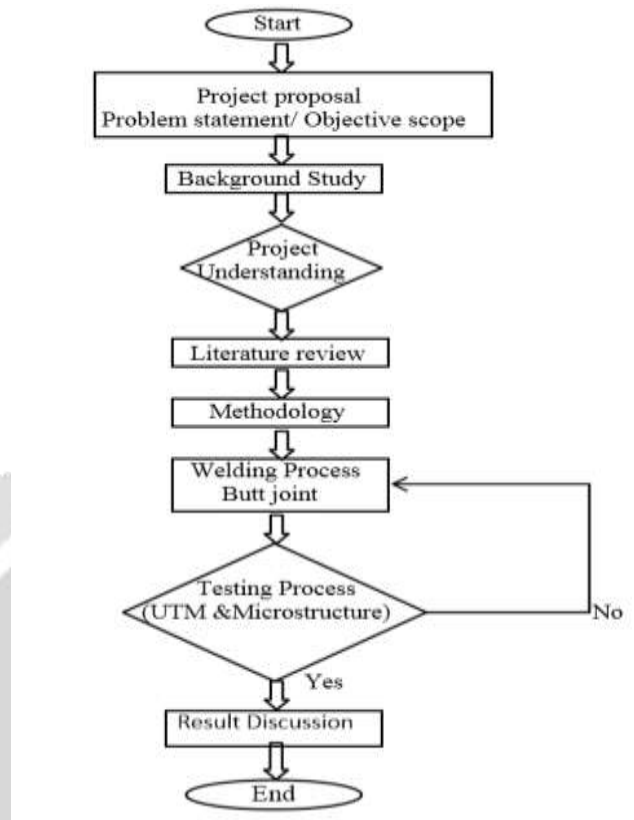 Start
Project proposal
Problem statement/ Objective scope
Background Study
Project
Understanding
Literature review
Methodology
Welding Process
Butt joint
Testing Process
(UTM &Microstructure)
No
Yes
Result Discussion
End